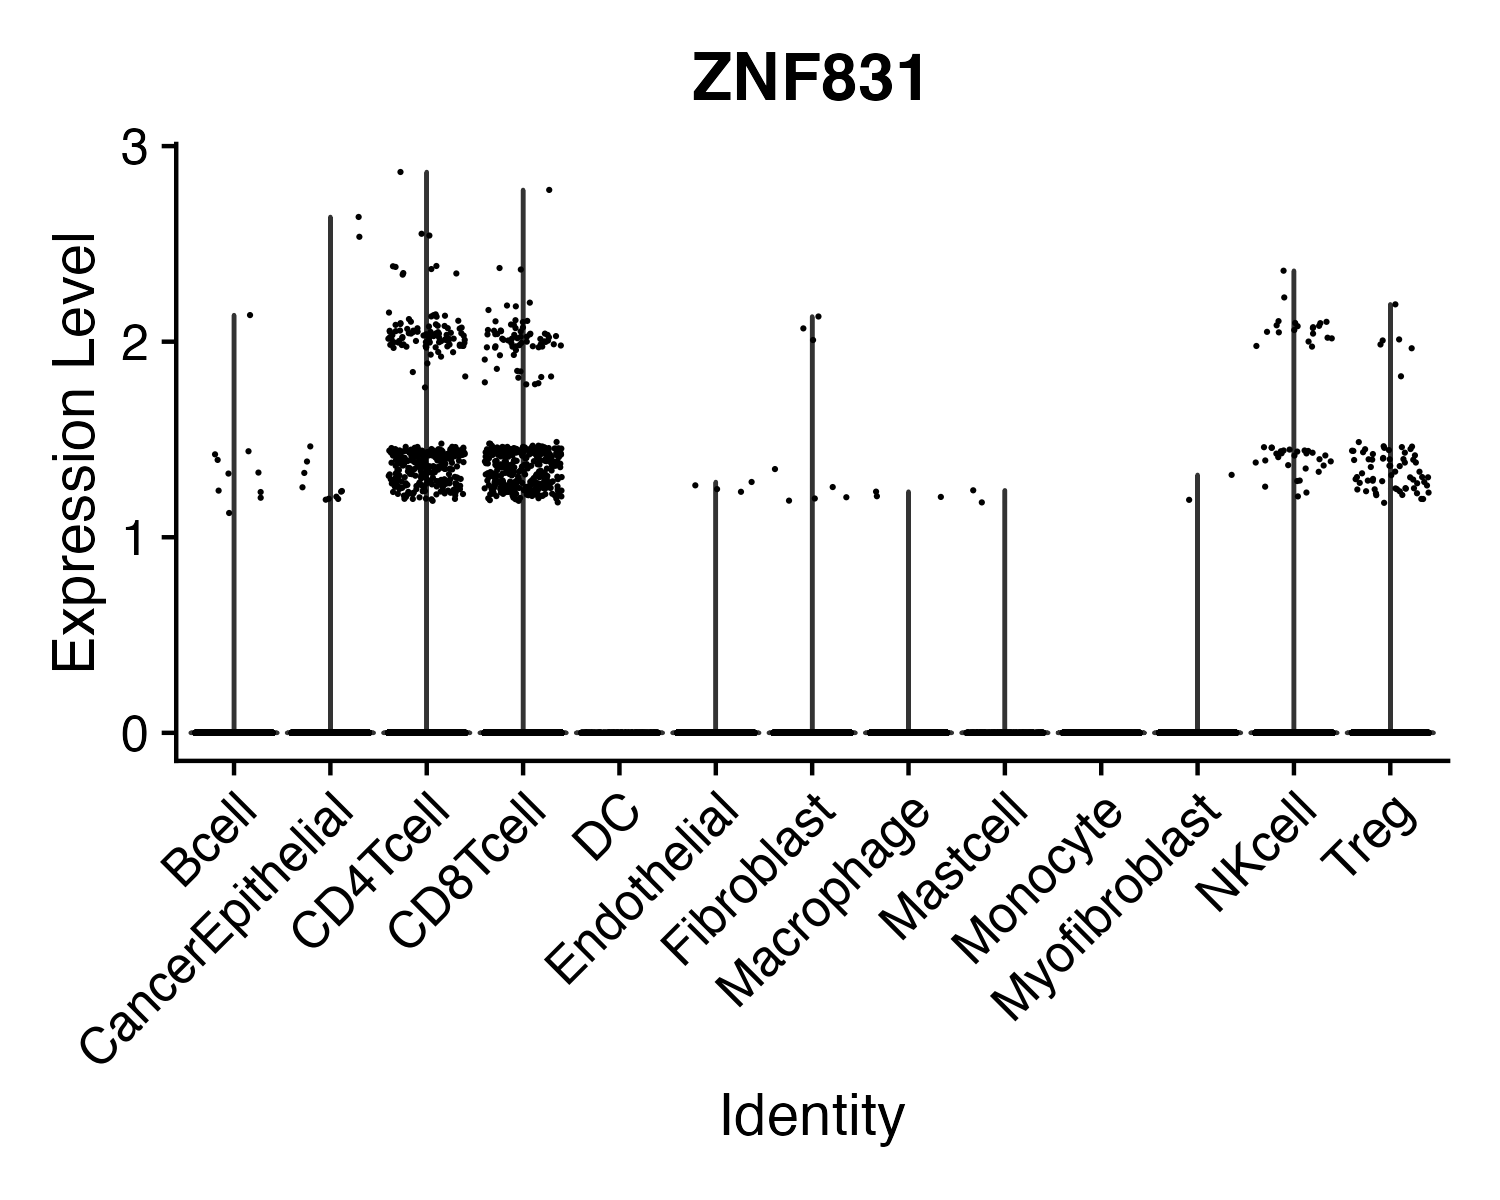 ZNF831
Expression Level
3
2
1
0
Bcell
CancerEpithelial
CD4Tcell
CD8Tcell
DC
Endothelial
Fibroblast
Macrophage
Mastcell
Monocyte
Myofibroblast
NKcell
Treg
Identity